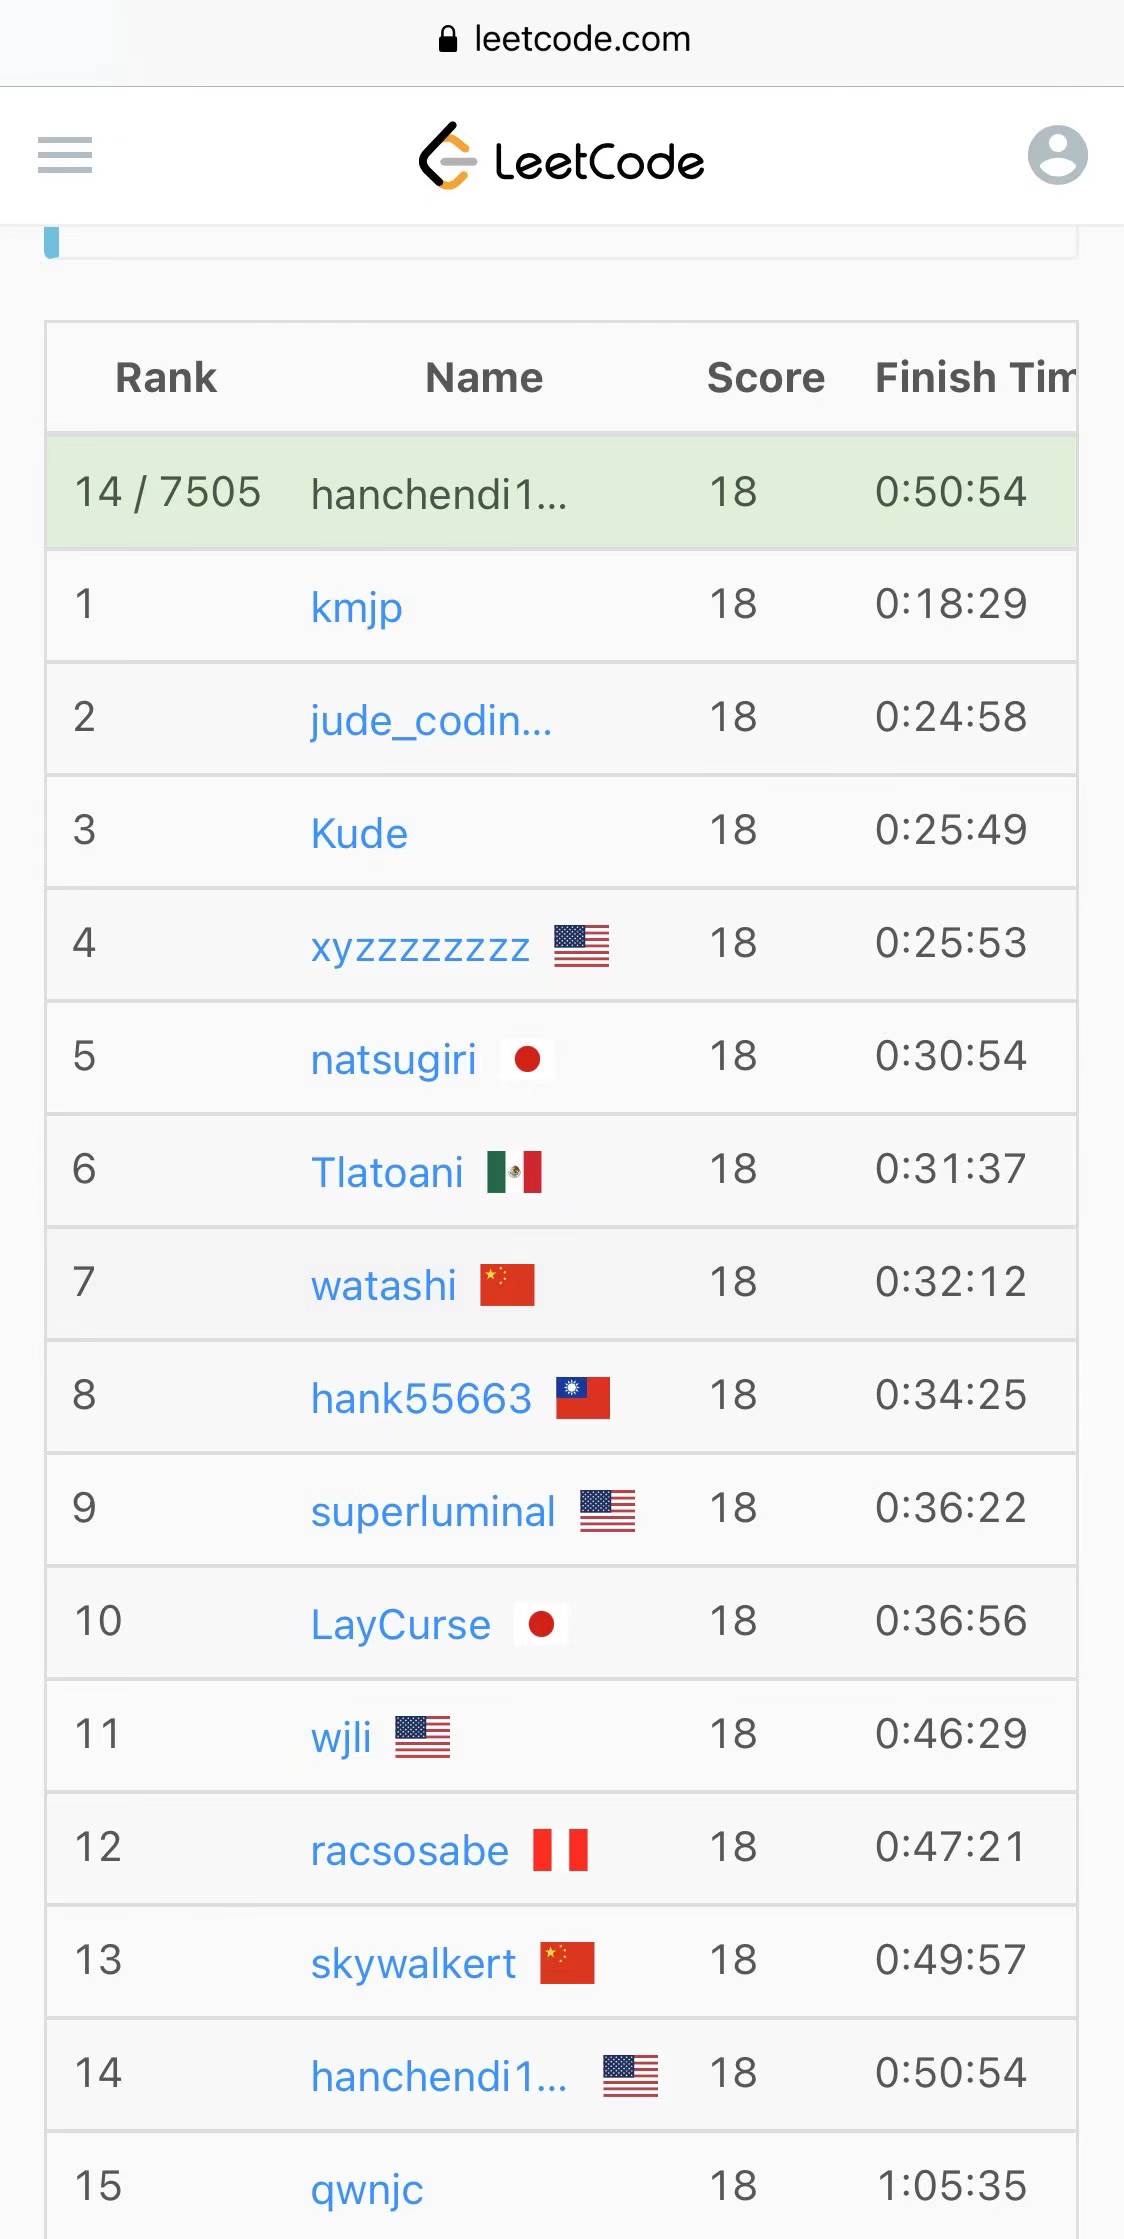 leetcode.com
LeetCode
Rank Name Score Finish Tim
14 / 7505 hanchendi1... 18 0:50:54
1 kmjp 18 0:18:29
2 jude_codin... 18 0:24:58
3 Kude 18 0:25:49
4 xyzzzzzzzz 18 0:25:53
5 natsugiri 18 0:30:54
6 Tlatoani 18 0:31:37
7 watashi 18 0:32:12
8 hank55663 18 0:34:25
9 superluminal 18 0:36:22
10 LayCurse 18 0:36:56
11 wjli 18 0:46:29
12 racsosabe 18 0:47:21
13 skywalkert 18 0:49:57
14 hanchendi1... 18 0:50:54
15 qwnjc 18 1:05:35